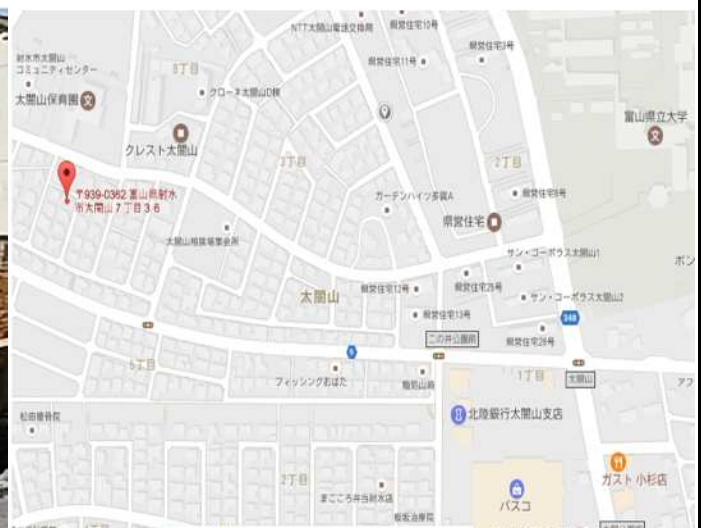 NTT太閤山電話交換局
県営住宅10号
県営住宅3号
射水市太閤山
コミュニティセンター
8丁目
県営住宅11号
太閤山保育園
クローネ太閤山D棟
富山県立大学
クレスト太閤山
3丁目
2丁目
〒939-0362 富山県射水
市太閤山7丁目36
ガーデンハイツ多賀A
県営住宅
太閤山相談場集会所
サン・コーポラス太閤山1
ボン
太閤山
県営住宅12号
県営住宅25号
サン・コーポラス太閤山2
県営住宅13号
348
二の井公園前
県営住宅26号
9
6丁目
フィッシングおばた
1丁目
太閤山
アフ
松田接骨院
北陸銀行太閤山支店
2丁目
ガスト 小杉店
まごころ弁当射水店
パスコ